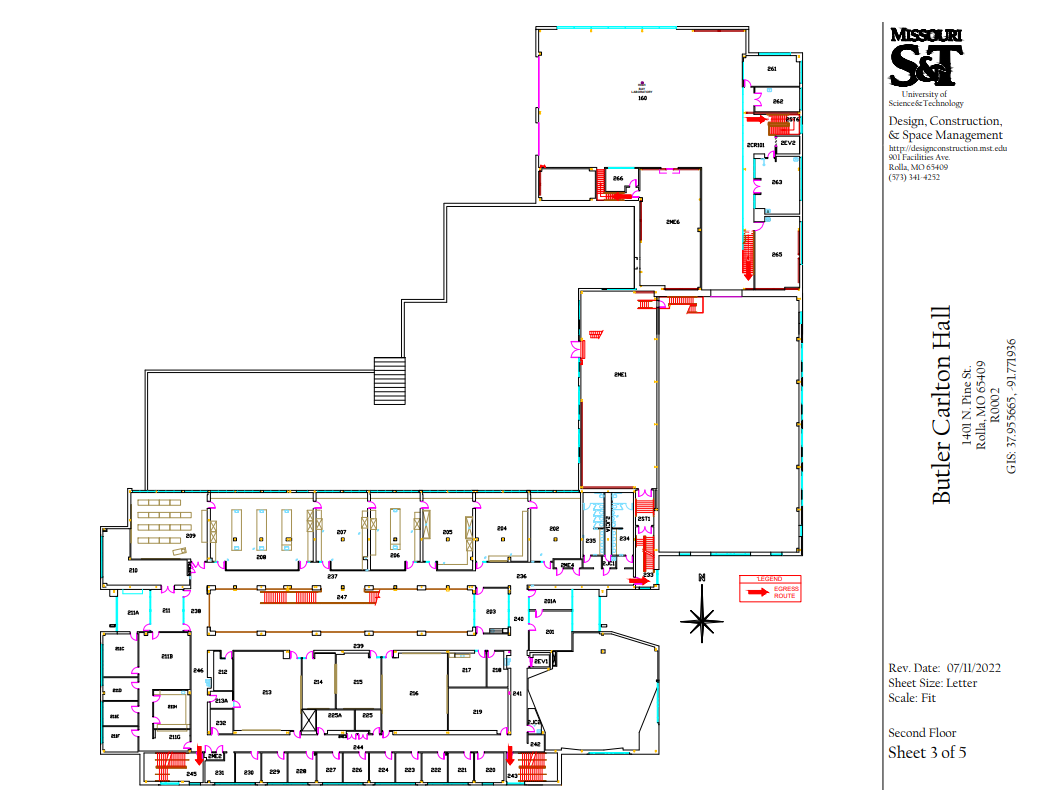 MISSOURI
S&T
University of
Science&Technology
Design, Construction,
& Space Management
http://designconstruction.mst.edu
901 Facilities Ave.
Rolla, MO 65409
(573) 341-4252
Butler Carlton Hall
1401 N. Pine St.
Rolla, MO 65409
R0002
GIS: 37.955665, -91.771936
Rev. Date: 07/11/2022
Sheet Size: Letter
Scale: Fit
Second Floor
Sheet 3 of 5
LEGEND
EGRESS
ROUTE
N
261
LABORATORY
160
262
2ST4
2CR101
2EV2
266
263
2ME6
265
2ME1
209
208
207
206
205
204
202
235
234
2ST1
2ME4
2JC1
233
210
237
236
247
211A
211
238
203
240
201A
201
239
211C
211B
246
212
213
214
215
216
217
218
2EV1
211D
213A
241
211E
211H
232
225A
225
219
2JC2
211F
211G
242
244
2ME2
245
231
230
229
228
227
226
224
223
222
221
220
243